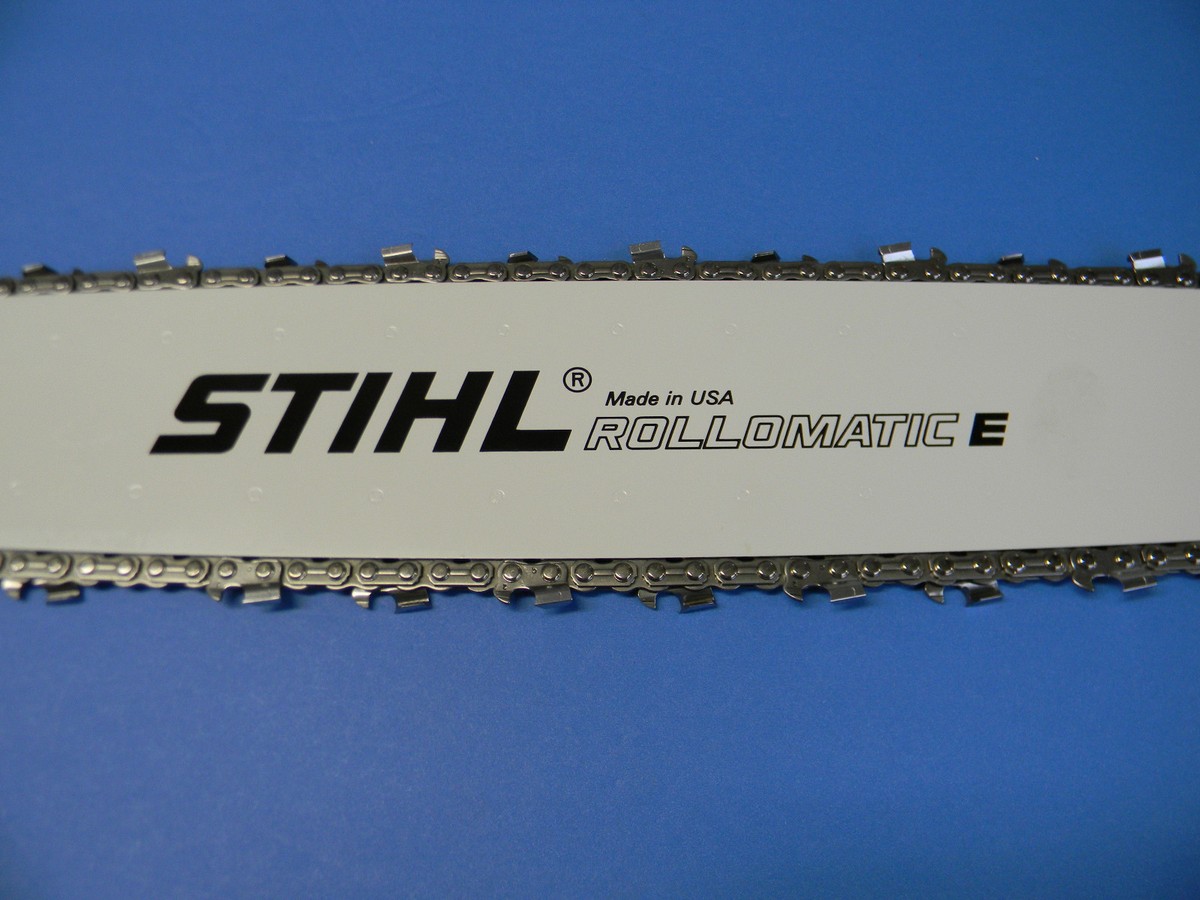 STIHL®
Made in USA
ROLLOMATIC E